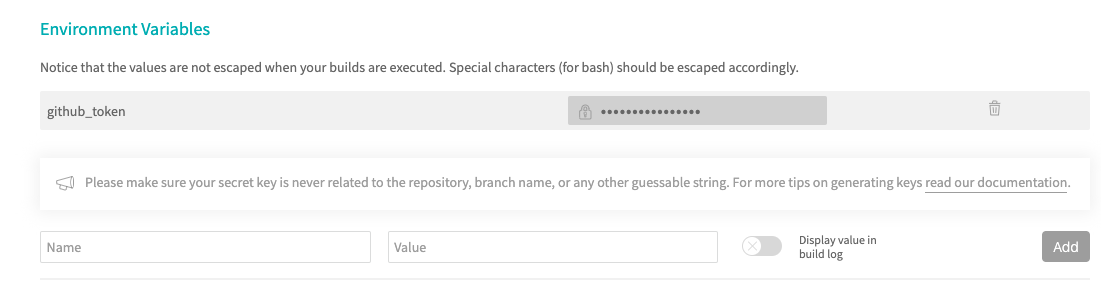 Environment Variables
Notice that the values are not escaped when your builds are executed. Special characters (for bash) should be escaped accordingly.
github_token ••••••••••••••••
Please make sure your secret key is never related to the repository, branch name, or any other guessable string. For more tips on generating keys read our documentation.
Name Value Display value in
build log Add